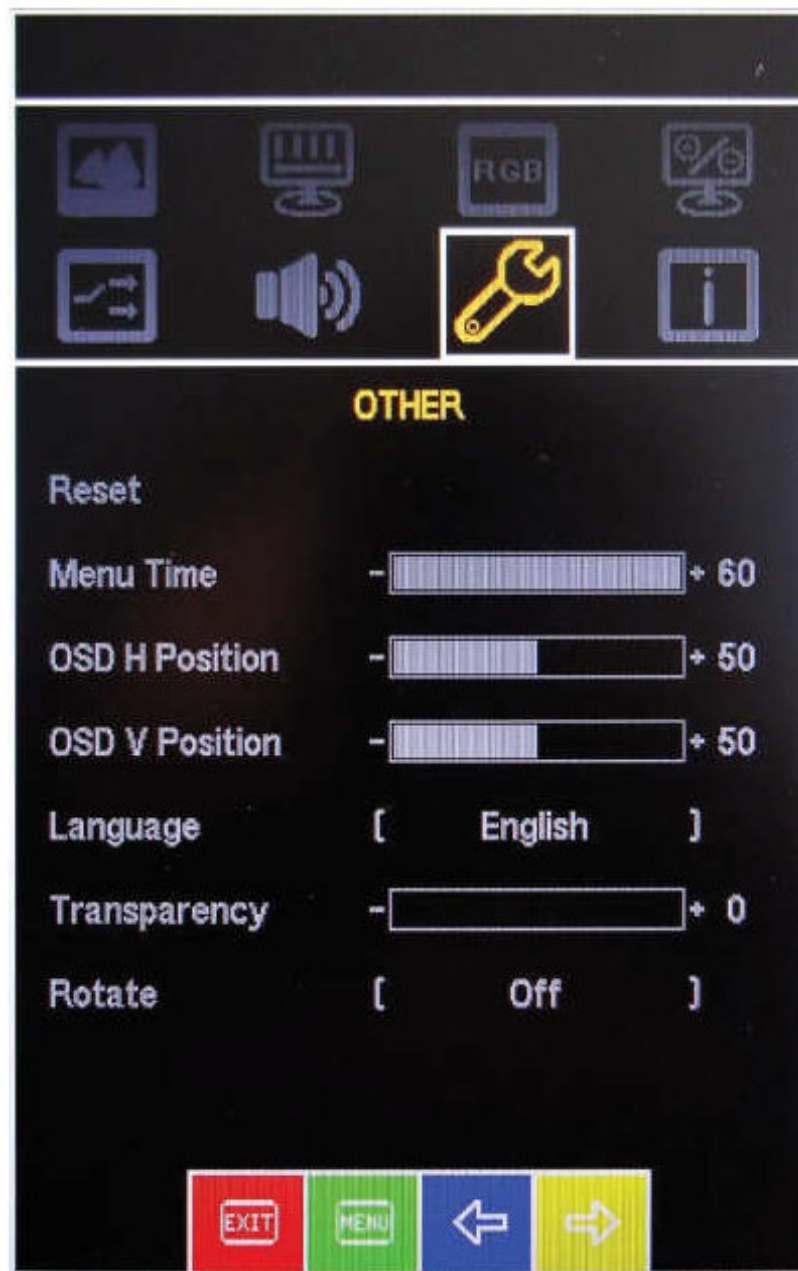 RGB
OTHER
Reset
Menu Time - + 60
OSD H Position - + 50
OSD V Position - + 50
Language [ English ]
Transparency - + 0
Rotate [ Off ]
EXIT MENU